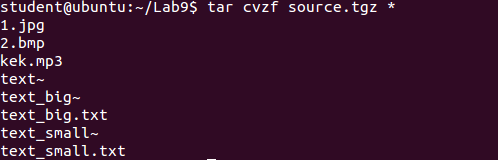 student@ubuntu:~/Lab9$ tar cvzf source.tgz *
1.jpg
2.bmp
kek.mp3
text~
text_big~
text_big.txt
text_small~
text_small.txt